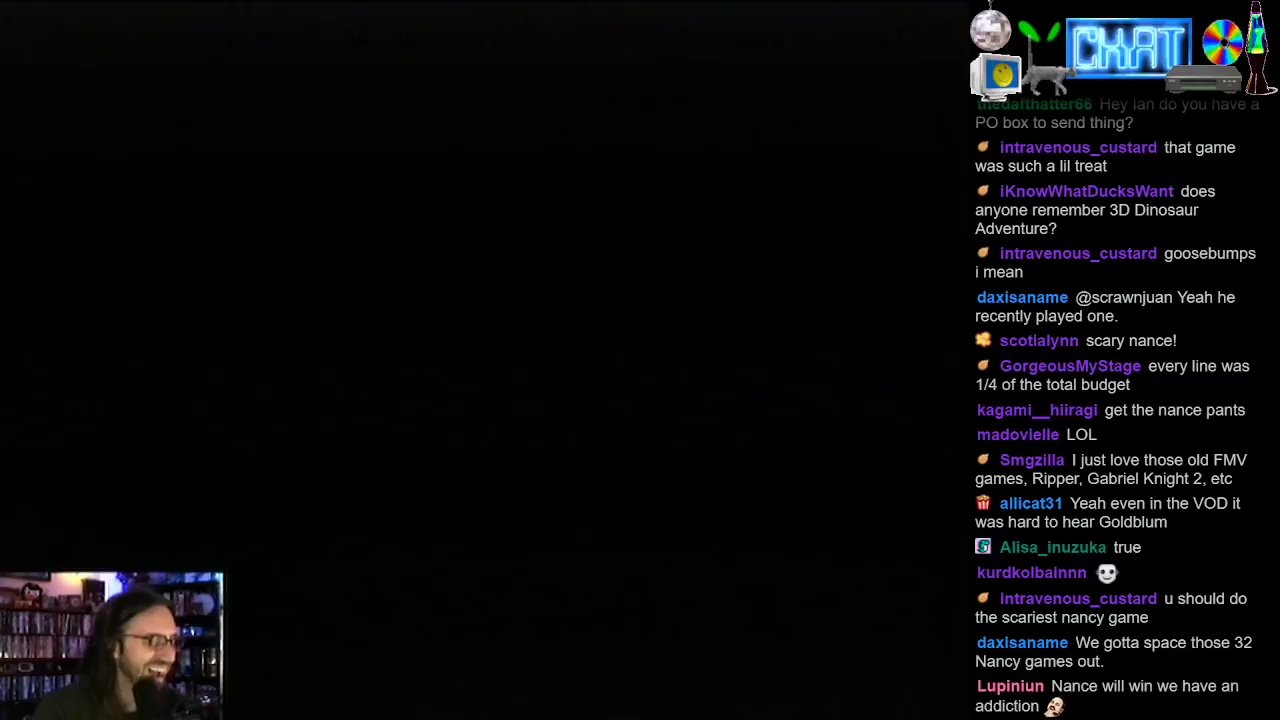 CHAT
thedafthatter66 Hey Ian do you have a
PO box to send thing?
intravenous_custard that game
was such a lil treat
iKnowWhatDucksWant does
anyone remember 3D Dinosaur
Adventure?
intravenous_custard goosebumps
i mean
daxisaname @scrawnjuan Yeah he
recently played one.
scotlalynn scary nance!
GorgeousMyStage every line was
1/4 of the total budget
kagami__hiiragi get the nance pants
madovielle LOL
Smgzilla I just love those old FMV
games, Ripper, Gabriel Knight 2, etc
allicat31 Yeah even in the VOD it
was hard to hear Goldblum
Alisa_inuzuka true
kurdkolbainnn
intravenous_custard u should do
the scariest nancy game
daxisaname We gotta space those 32
Nancy games out.
Lupiniun Nance will win we have an
addiction